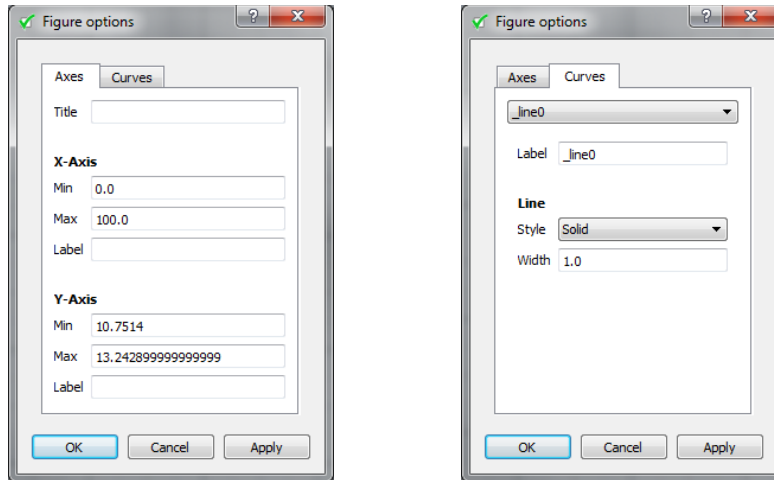 Figure options
Axes Curves
Title
X-Axis
Min 0.0
Max 100.0
Label
Y-Axis
Min 10.7514
Max 13.242899999999999
Label
OK Cancel Apply
Figure options
Axes Curves
_line0
Label _line0
Line
Style Solid
Width 1.0
OK Cancel Apply